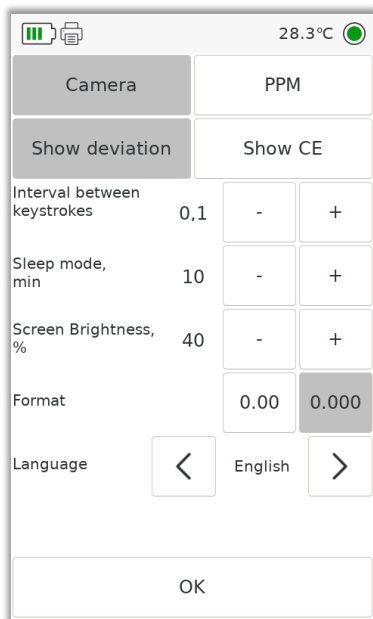 28.3°C
Camera PPM
Show deviation Show CE
Interval between
keystrokes 0,1 - +
Sleep mode,
min 10 - +
Screen Brightness,
% 40 - +
Format 0.00 0.000
Language English
OK